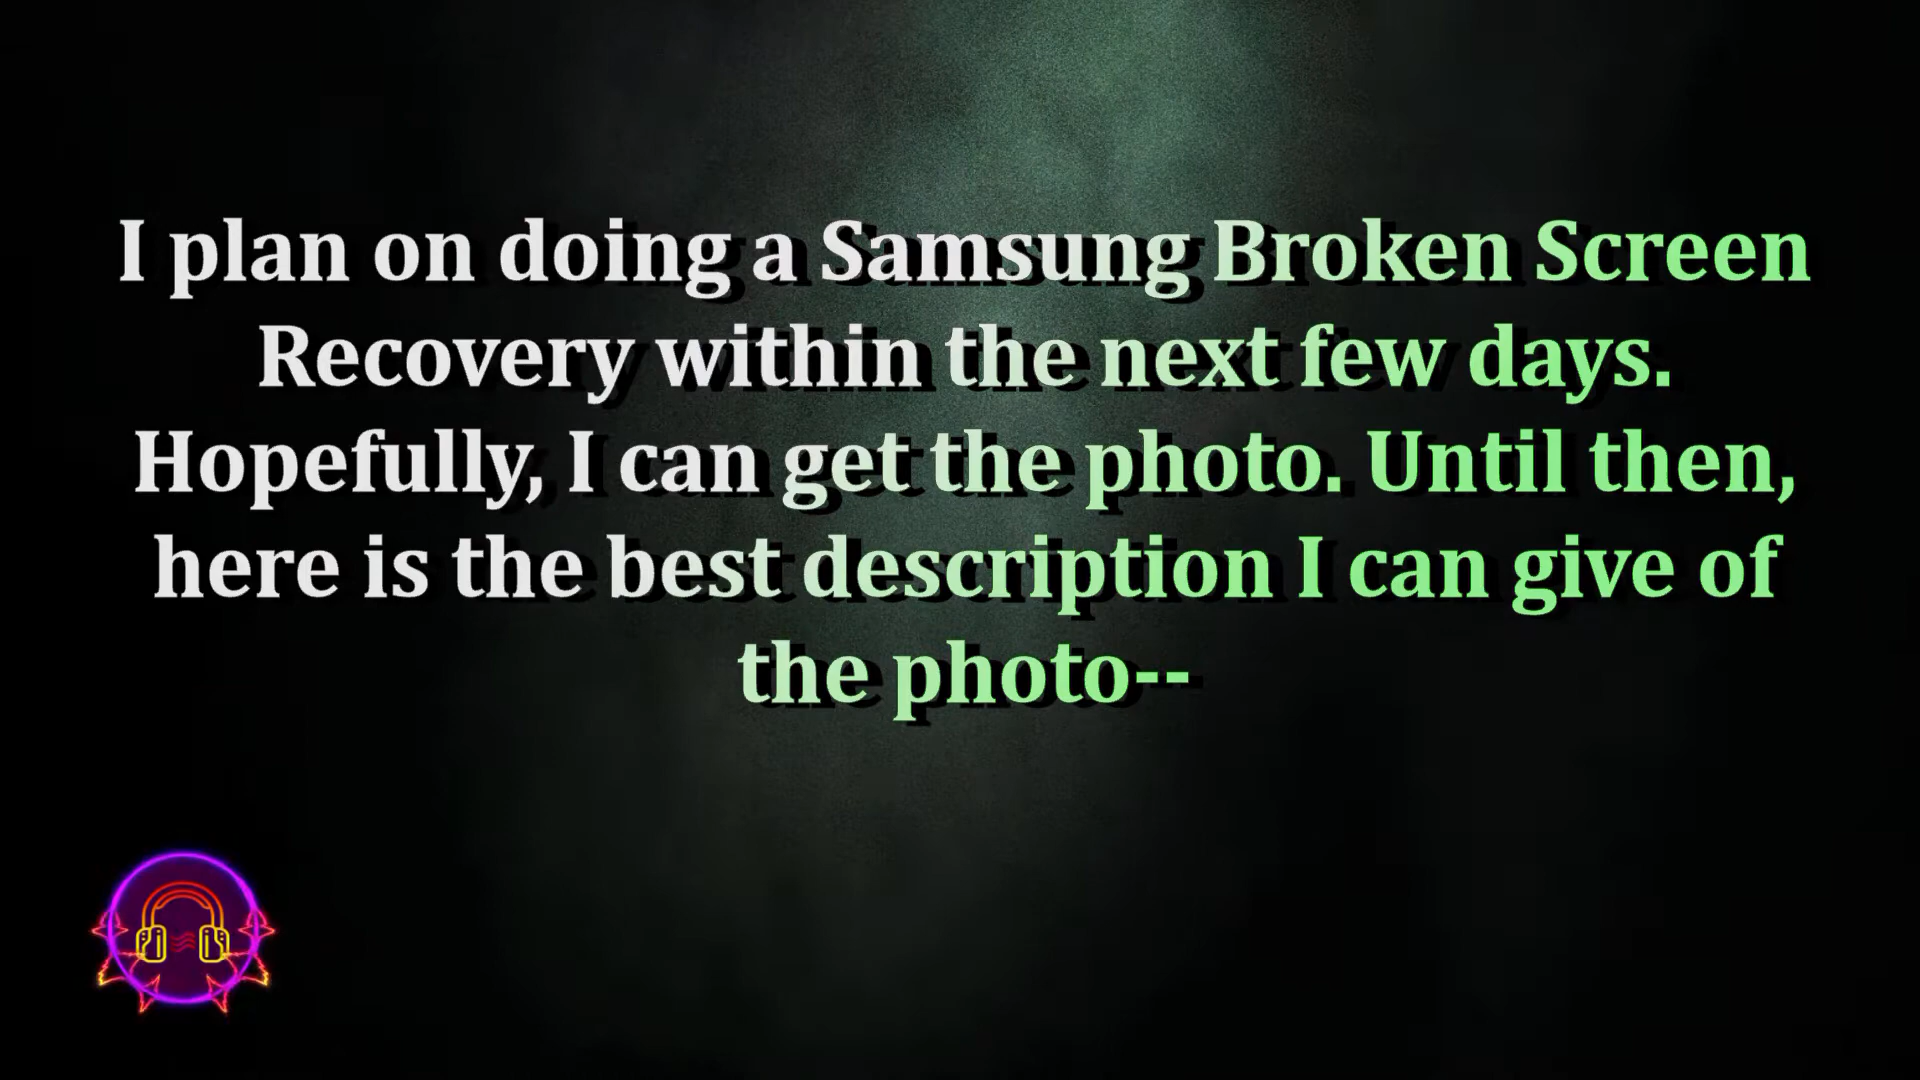 I plan on doing a Samsung Broken Screen
Recovery within the next few days.
Hopefully, I can get the photo. Until then,
here is the best description I can give of
the photo--